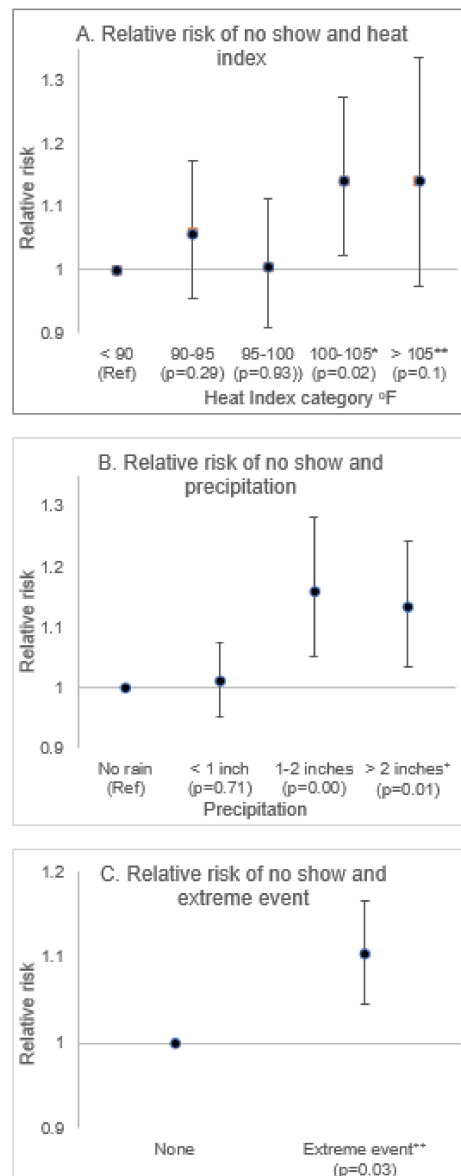 A. Relative risk of no show and heat
index
Relative risk
1.3
1.2
1.1
1
0.9
< 90 90-95 95-100 100-105* > 105**
(Ref) (p=0.29) (p=0.93)) (p=0.02) (p=0.1)
Heat Index category ºF
B. Relative risk of no show and
precipitation
Relative risk
1.3
1.2
1.1
1
0.9
No rain < 1 inch 1-2 inches > 2 inches⁺
(Ref) (p=0.71) (p=0.00) (p=0.01)
Precipitation
C. Relative risk of no show and
extreme event
Relative risk
1.2
1.1
1
0.9
None Extreme event⁺⁺
(p=0.03)